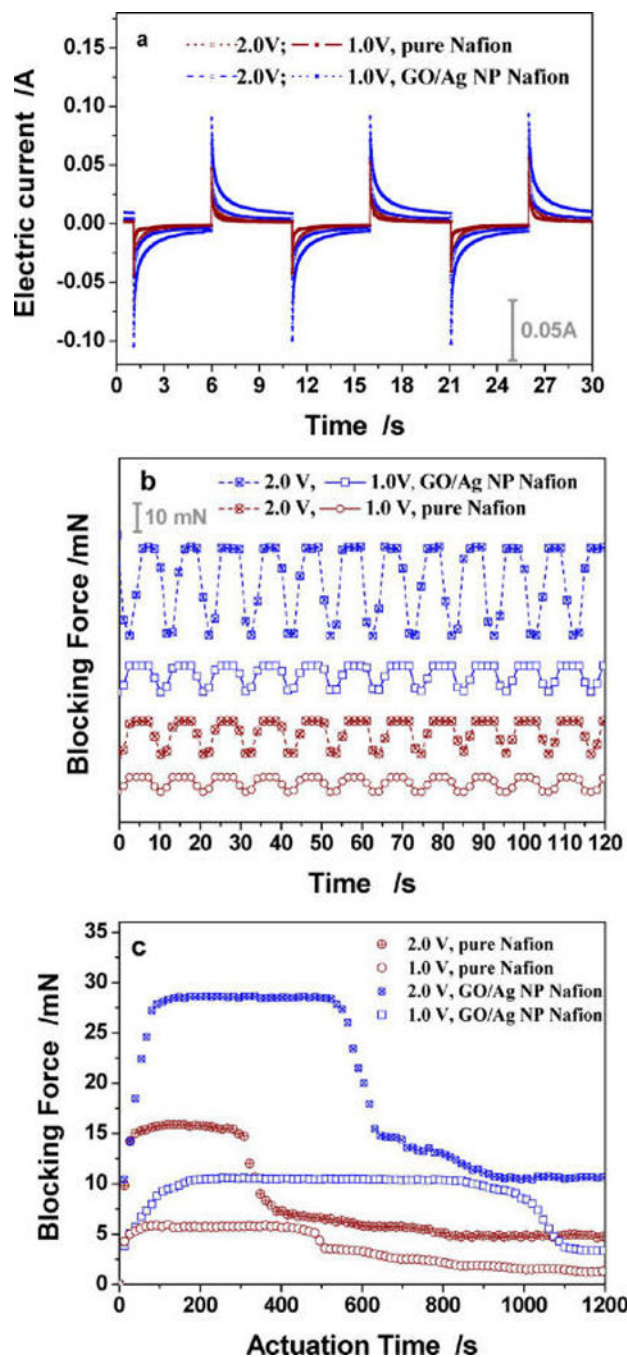 a
2.0V; 1.0V, pure Nafion
2.0V; 1.0V, GO/Ag NP Nafion
Electric current /A
0.15
0.10
0.05
0.00
-0.05
-0.10
0.05A
0 3 6 9 12 15 18 21 24 27 30
Time /s
b
2.0 V, 1.0V, GO/Ag NP Nafion
2.0 V, 1.0 V, pure Nafion
10 mN
Blocking Force /mN
0 10 20 30 40 50 60 70 80 90 100 110 120
Time /s
c
2.0 V, pure Nafion
1.0 V, pure Nafion
2.0 V, GO/Ag NP Nafion
1.0 V, GO/Ag NP Nafion
Blocking Force /mN
35
30
25
20
15
10
5
0
0 200 400 600 800 1000 1200
Actuation Time /s